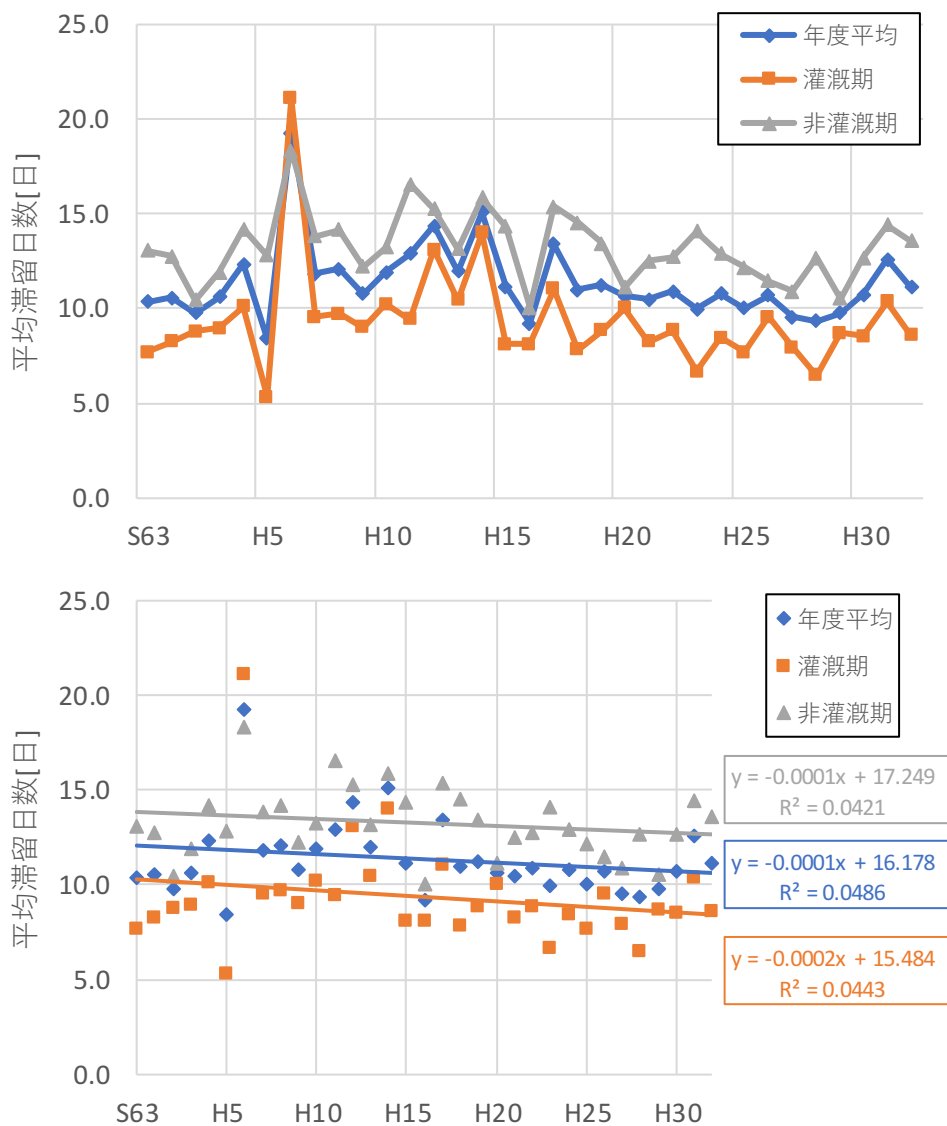 平均滞留日数[日]
25.0
20.0
15.0
10.0
5.0
0.0
S63 H5 H10 H15 H20 H25 H30
年度平均
灌漑期
非灌漑期
平均滞留日数[日]
25.0
20.0
15.0
10.0
5.0
0.0
S63 H5 H10 H15 H20 H25 H30
年度平均
灌漑期
非灌漑期
y = -0.0001x + 17.249
R² = 0.0421
y = -0.0001x + 16.178
R² = 0.0486
y = -0.0002x + 15.484
R² = 0.0443